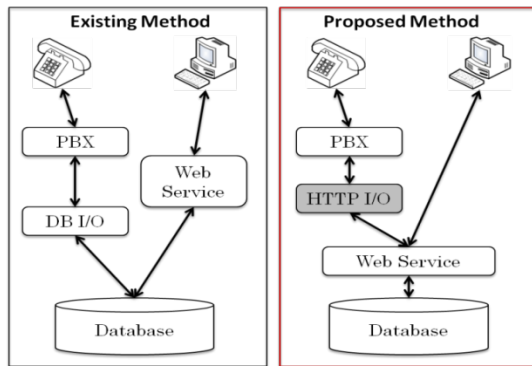 Existing Method
PBX
DB I/O
Web
Service
Database
Proposed Method
PBX
HTTP I/O
Web Service
Database